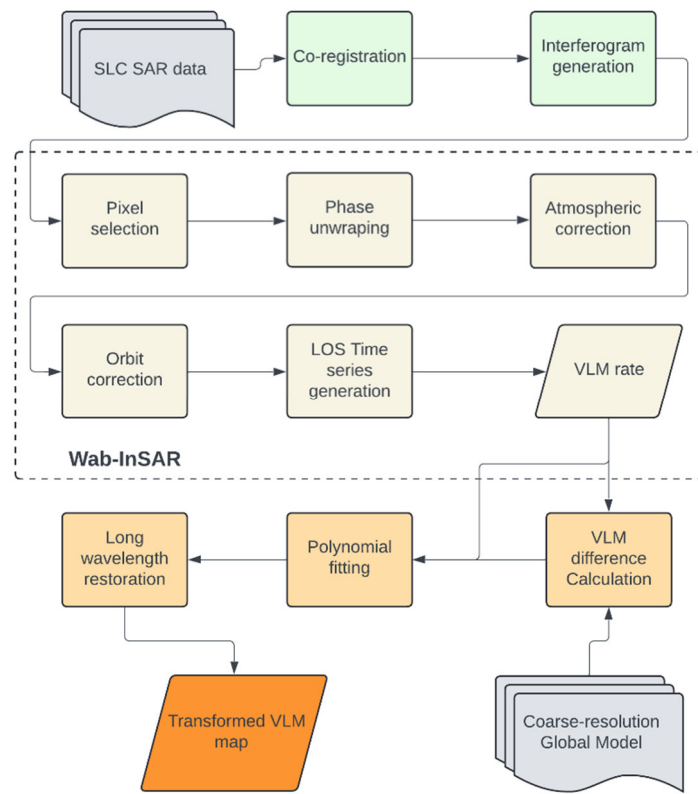 SLC SAR data
Co-registration
Interferogram
generation
Pixel
selection
Phase
unwraping
Atmospheric
correction
Orbit
correction
LOS Time
series
generation
VLM rate
Wab-InSAR
Long
wavelength
restoration
Polynomial
fitting
VLM
difference
Calculation
Transformed VLM
map
Coarse-resolution
Global Model